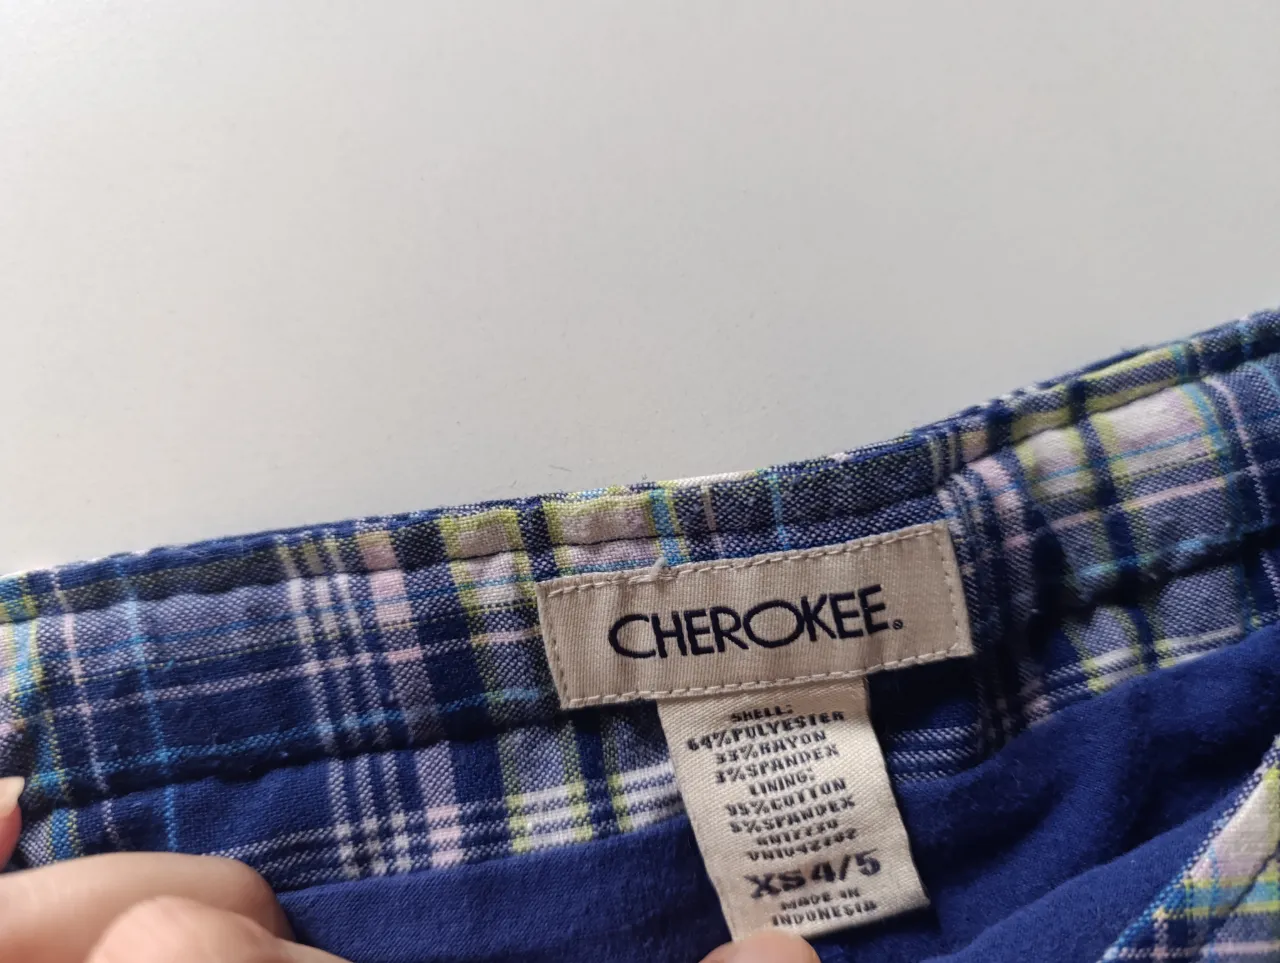 CHEROKEE®
SHELL:
64%POLYESTER
33%RAYON
3%SPANDEX
LINING:
95%COTTON
5%SPANDEX
XS 4/5
MADE IN
INDONESIA